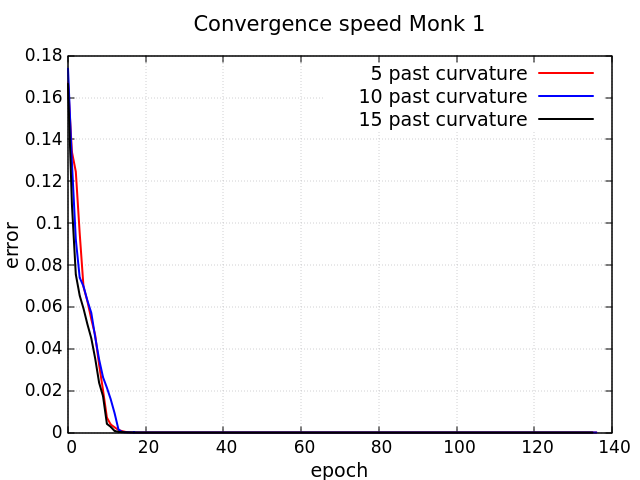 Convergence speed Monk 1
0.18
0.16
0.14
0.12
0.1
0.08
0.06
0.04
0.02
0
error
5 past curvature
10 past curvature
15 past curvature
0 20 40 60 80 100 120 140
epoch